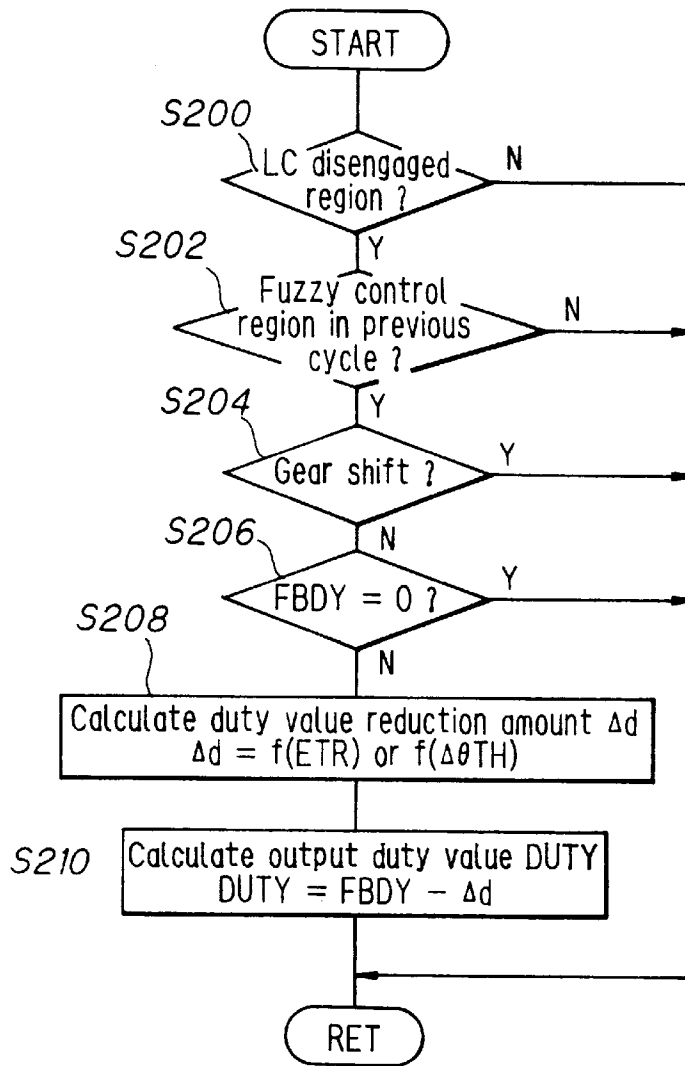 START
S200
LC disengaged
region ?
N
Y
S202
Fuzzy control
region in previous
cycle ?
N
Y
S204
Gear shift ?
Y
N
S206
FBDY = 0 ?
Y
N
S208
Calculate duty value reduction amount Δd
Δd = f(ETR) or f(ΔθTH)
S210
Calculate output duty value DUTY
DUTY = FBDY – Δd
RET